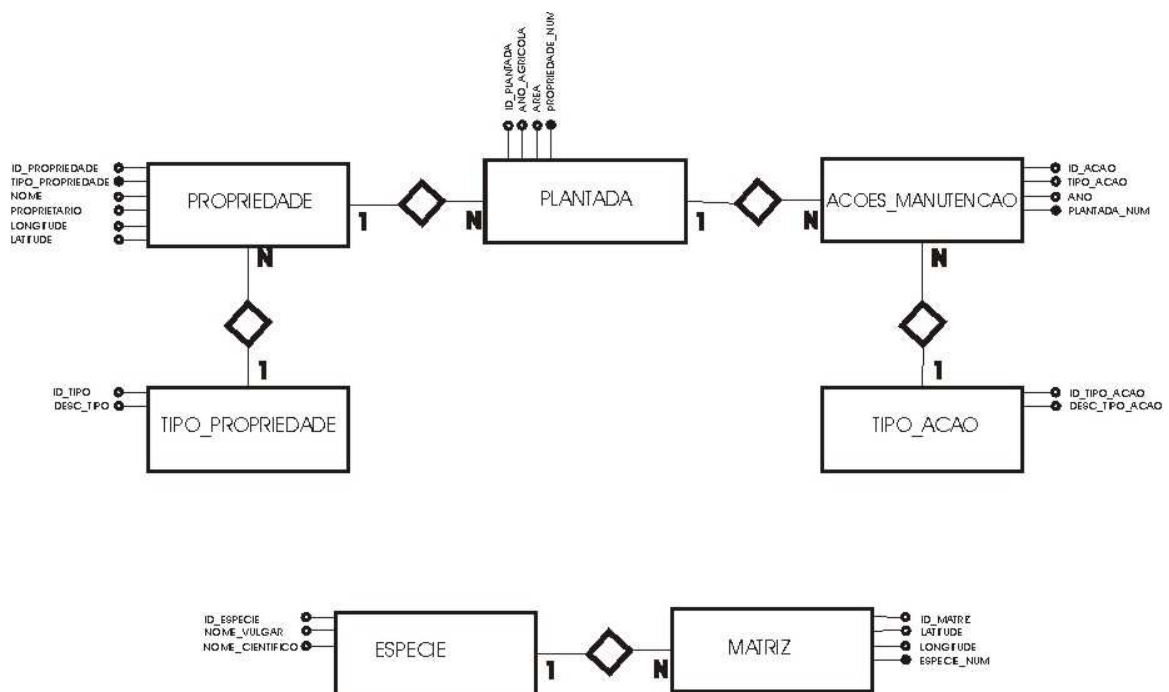 ID_PLANTADA
ANO_AGRICOLA
AREA
PROPRIEDADE_NUM
ID_PROPRIEDADE
TIPO_PROPRIEDADE
NOME
PROPRIETARIO
LONGITUDE
LATITUDE
PROPRIEDADE
1
N
PLANTADA
1
N
ACOES_MANUTENCAO
ID_ACAO
TIPO_ACAO
ANO
PLANTADA_NUM
N
N
1
1
ID_TIPO
DESC_TIPO
TIPO_PROPRIEDADE
TIPO_ACAO
ID_TIPO_ACAO
DESC_TIPO_ACAO
ID_ESPECIE
NOME_VULGAR
NOME_CIENTIFICO
ESPECIE
1
N
MATRIZ
ID_MATRIZ
LATITUDE
LONGITUDE
ESPECIE_NUM